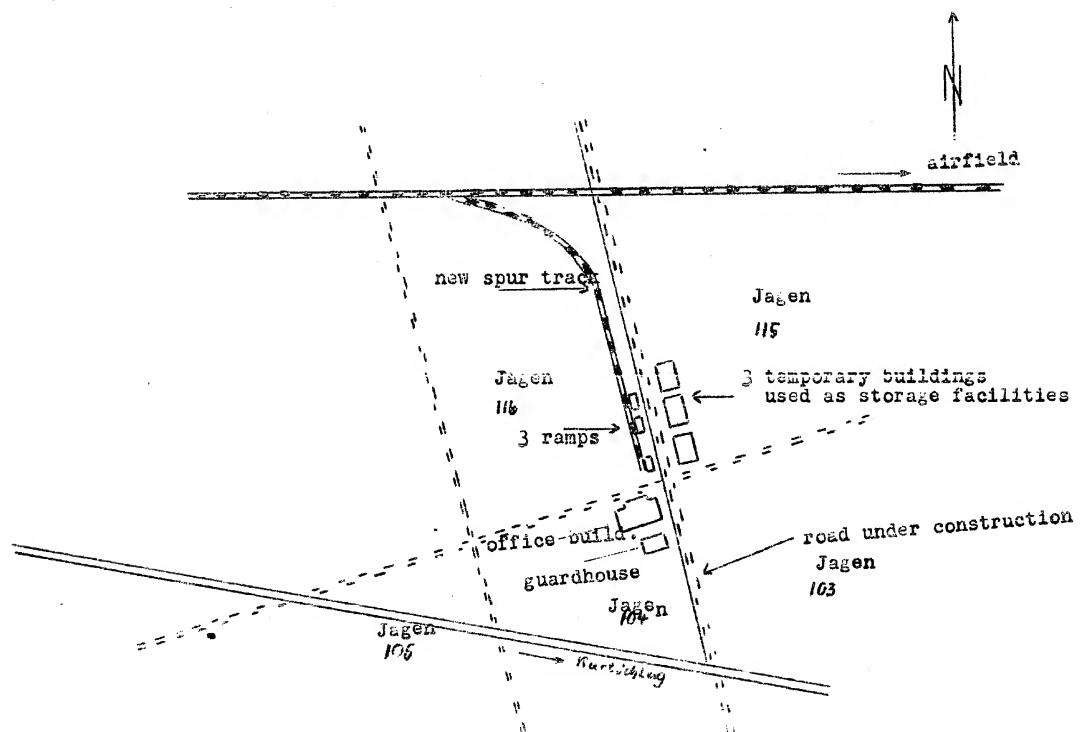 N
airfield
new spur track
Jagen
115
Jagen
116
3 temporary buildings
used as storage facilities
3 ramps
office build.
road under construction
guardhouse
Jagen
103
Jagen
104
Jagen
105